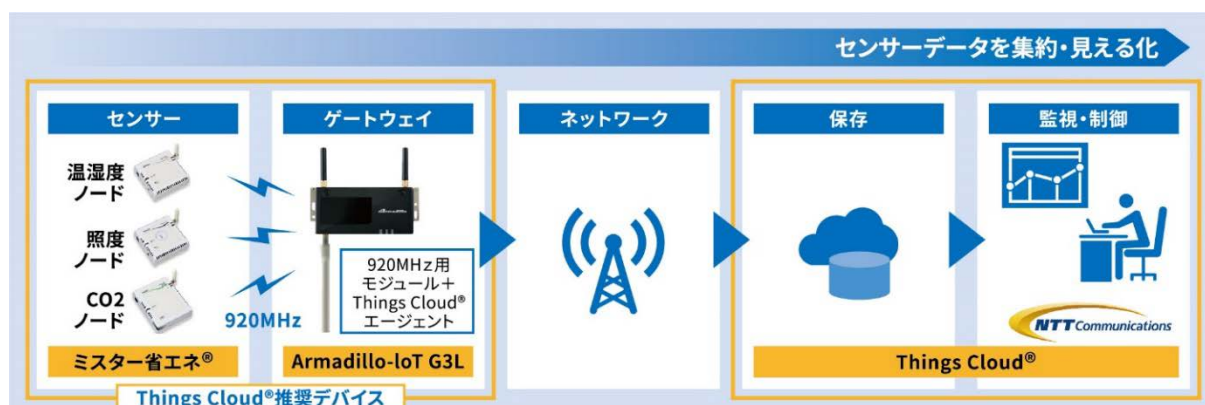 センサーデータを集約・見える化
センサー
温湿度
ノード
照度
ノード
CO2
ノード
920MHz
ミスター省エネ®
ゲートウェイ
920MHz用
モジュール＋
Things Cloud®
エージェント
Armadillo-IoT G3L
Things Cloud®推奨デバイス
ネットワーク
保存
監視・制御
NTT Communications
Things Cloud®